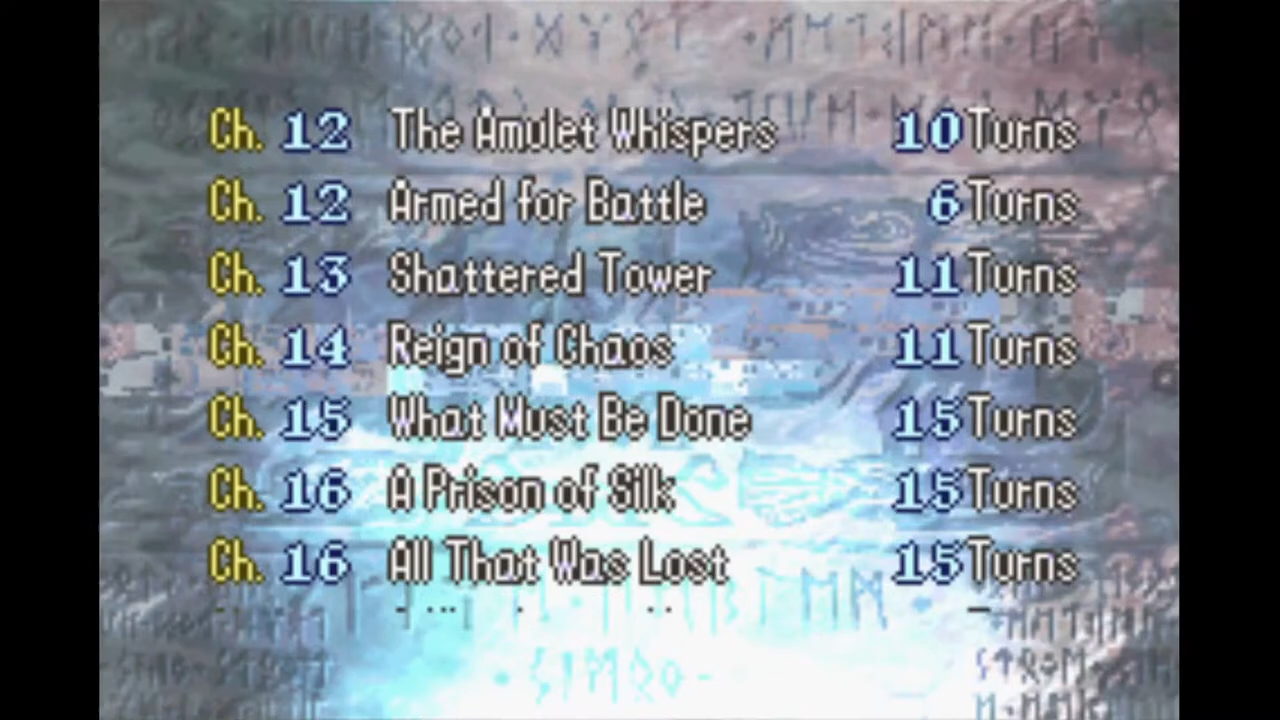 Ch. 12 The Amulet Whispers 10 Turns
Ch. 12 Armed for Battle 6 Turns
Ch. 13 Shattered Tower 11 Turns
Ch. 14 Reign of Chaos 11 Turns
Ch. 15 What Must Be Done 15 Turns
Ch. 16 A Prison of Silk 15 Turns
Ch. 16 All That Was Lost 15 Turns